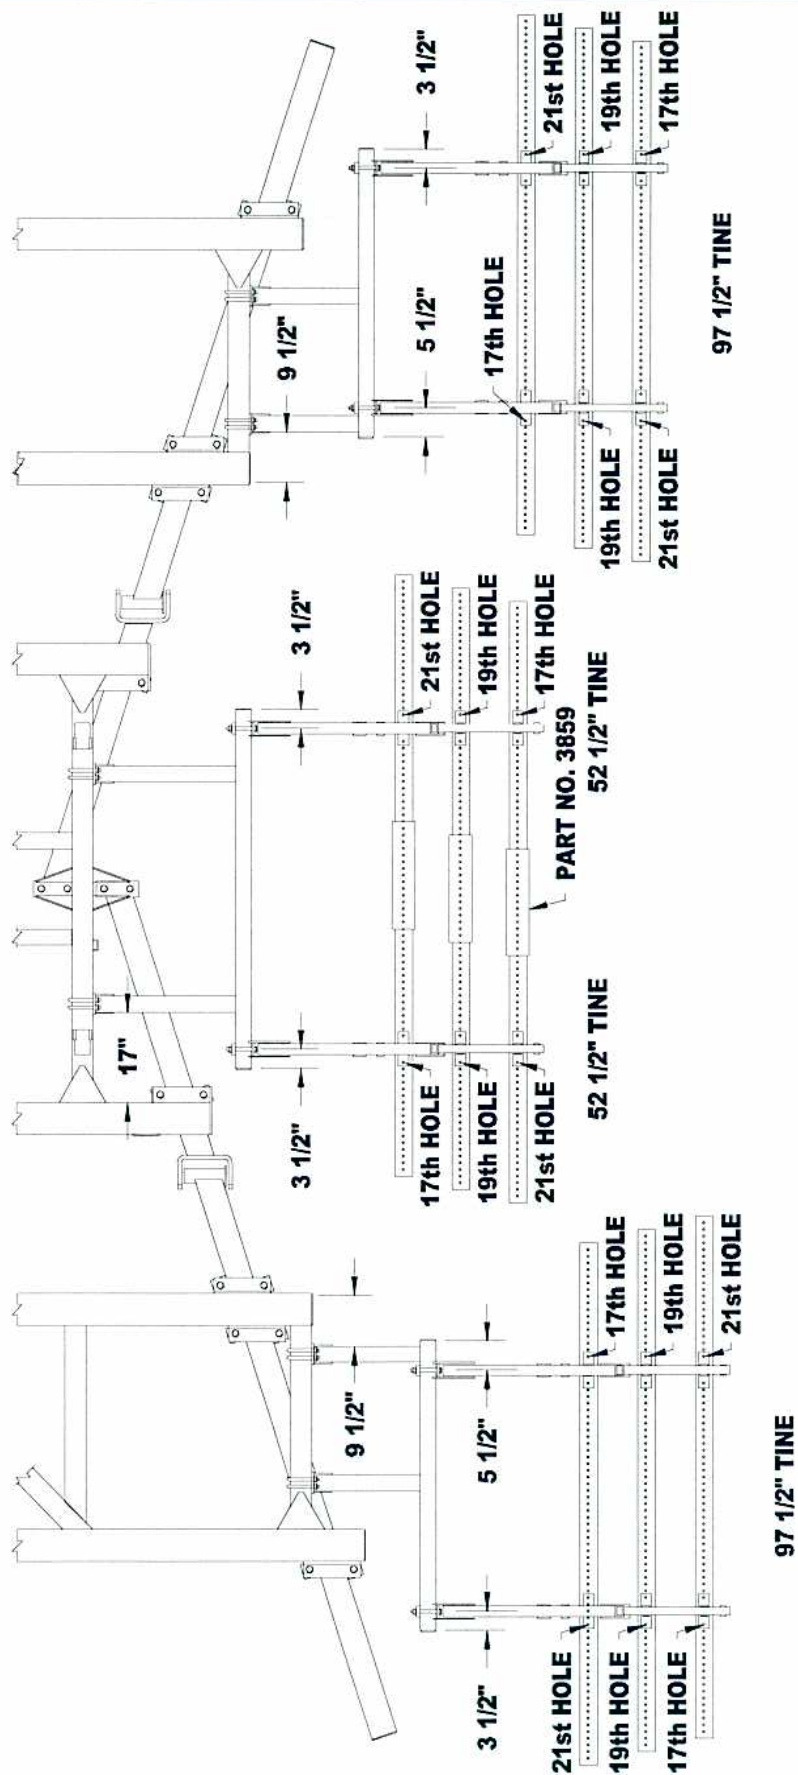 3 1/2"
21st HOLE
19th HOLE
17th HOLE
9 1/2"
5 1/2"
17th HOLE
97 1/2" TINE
19th HOLE
21st HOLE
3 1/2"
21st HOLE
19th HOLE
17th HOLE
PART NO. 3859
52 1/2" TINE
17"
3 1/2"
17th HOLE
19th HOLE
21st HOLE
52 1/2" TINE
9 1/2"
5 1/2"
17th HOLE
19th HOLE
21st HOLE
3 1/2"
21st HOLE
19th HOLE
17th HOLE
97 1/2" TINE